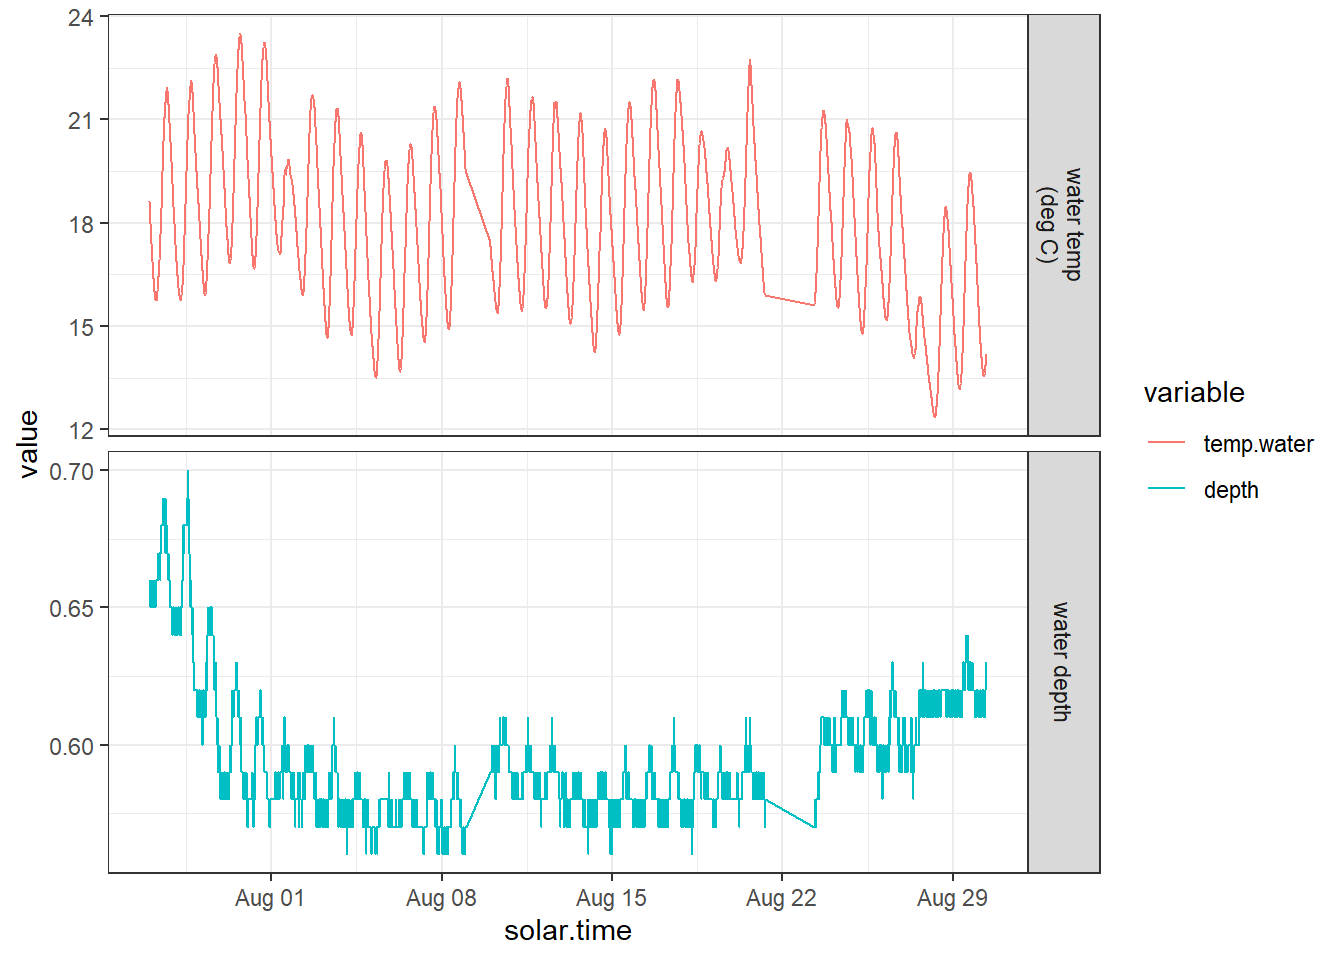 24
21
18
15
12
water temp
(deg C)
value
0.70
0.65
0.60
water depth
Aug 01
Aug 08
Aug 15
Aug 22
Aug 29
solar.time
variable
temp.water
depth